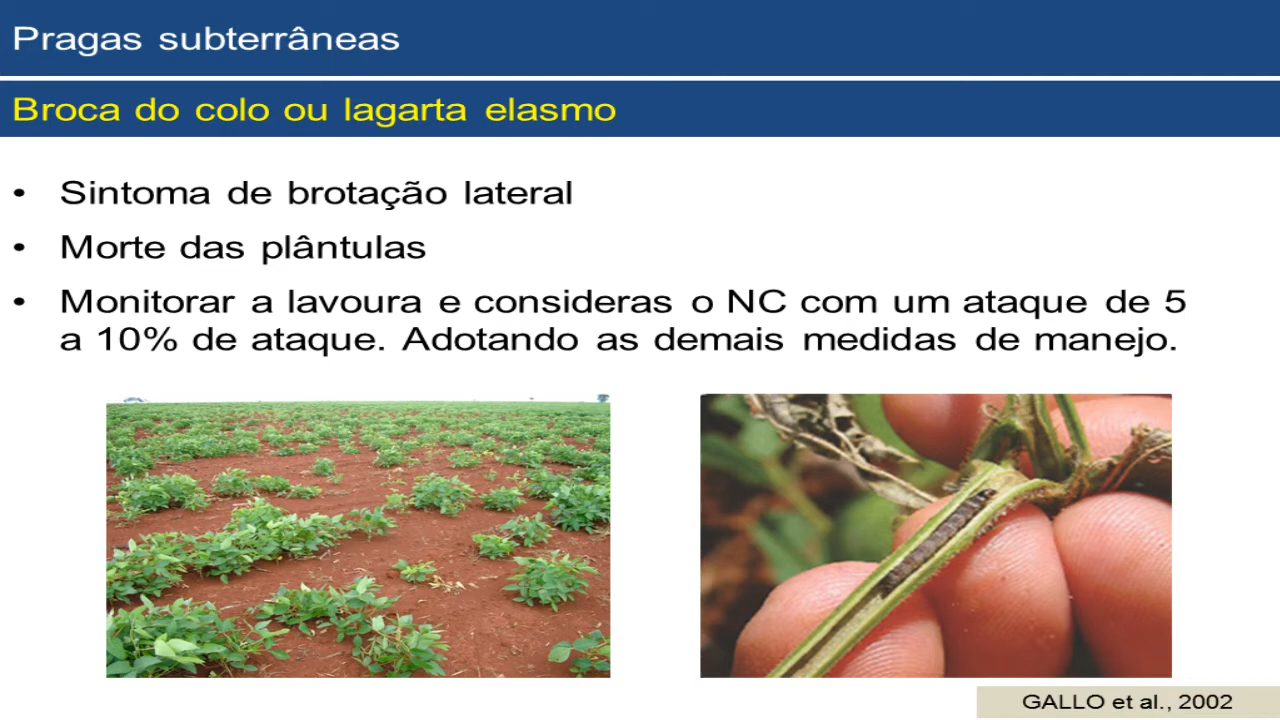 Pragas subterrâneas
Broca do colo ou lagarta elasmo
• Sintoma de brotação lateral
• Morte das plântulas
• Monitorar a lavoura e consideras o NC com um ataque de 5
a 10% de ataque. Adotando as demais medidas de manejo.
GALLO et al., 2002